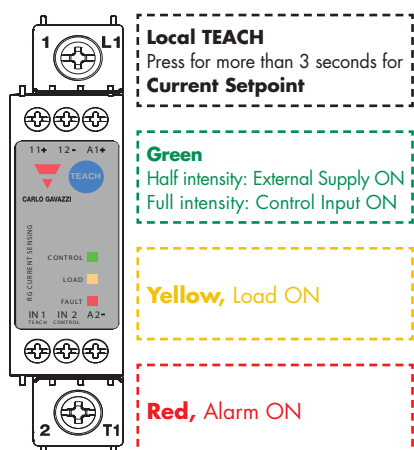 1 L1
11+ 12- A1+
TEACH
CARLO GAVAZZI
RG CURRENT SENSING
CONTROL
LOAD
FAULT
IN 1 IN 2 A2-
TEACH CONTROL
2 T1
Local TEACH
Press for more than 3 seconds for
Current Setpoint
Green
Half intensity: External Supply ON
Full intensity: Control Input ON
Yellow, Load ON
Red, Alarm ON